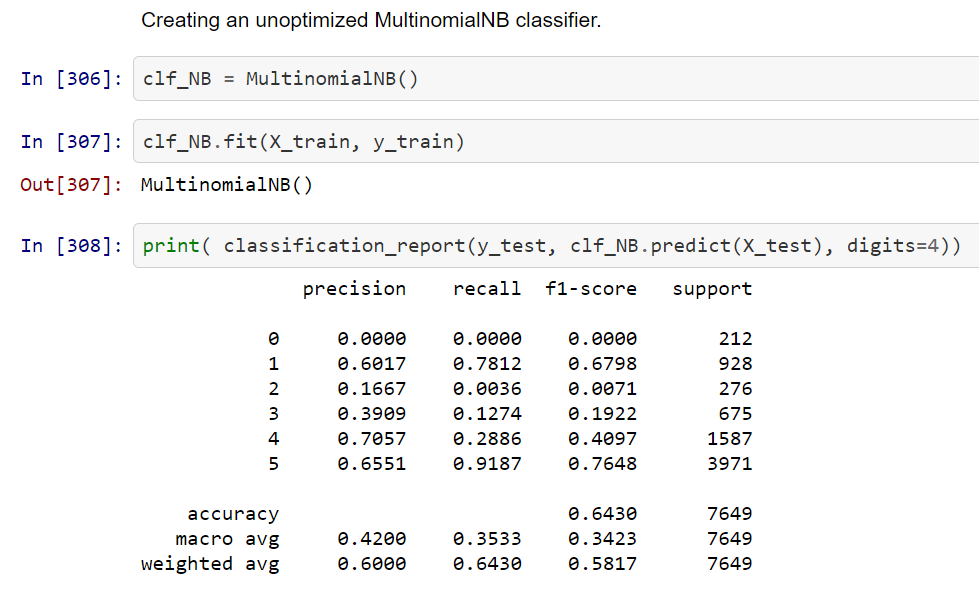 Creating an unoptimized MultinomialNB classifier.
In [306]: clf_NB = MultinomialNB()
In [307]: clf_NB.fit(X_train, y_train)
Out[307]: MultinomialNB()
In [308]: print( classification_report(y_test, clf_NB.predict(X_test), digits=4))
precision recall f1-score support
0 0.0000 0.0000 0.0000 212
1 0.6017 0.7812 0.6798 928
2 0.1667 0.0036 0.0071 276
3 0.3909 0.1274 0.1922 675
4 0.7057 0.2886 0.4097 1587
5 0.6551 0.9187 0.7648 3971
accuracy 0.6430 7649
macro avg 0.4200 0.3533 0.3423 7649
weighted avg 0.6000 0.6430 0.5817 7649